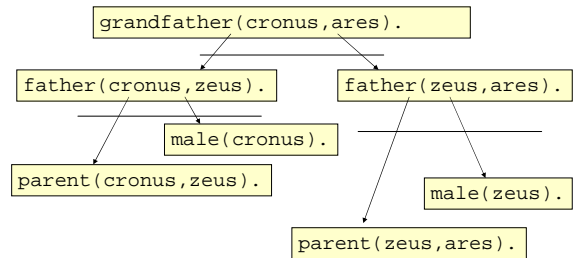 grandfather(cronus,ares).
father(cronus,zeus).
father(zeus,ares).
male(cronus).
parent(cronus,zeus).
male(zeus).
parent(zeus,ares).